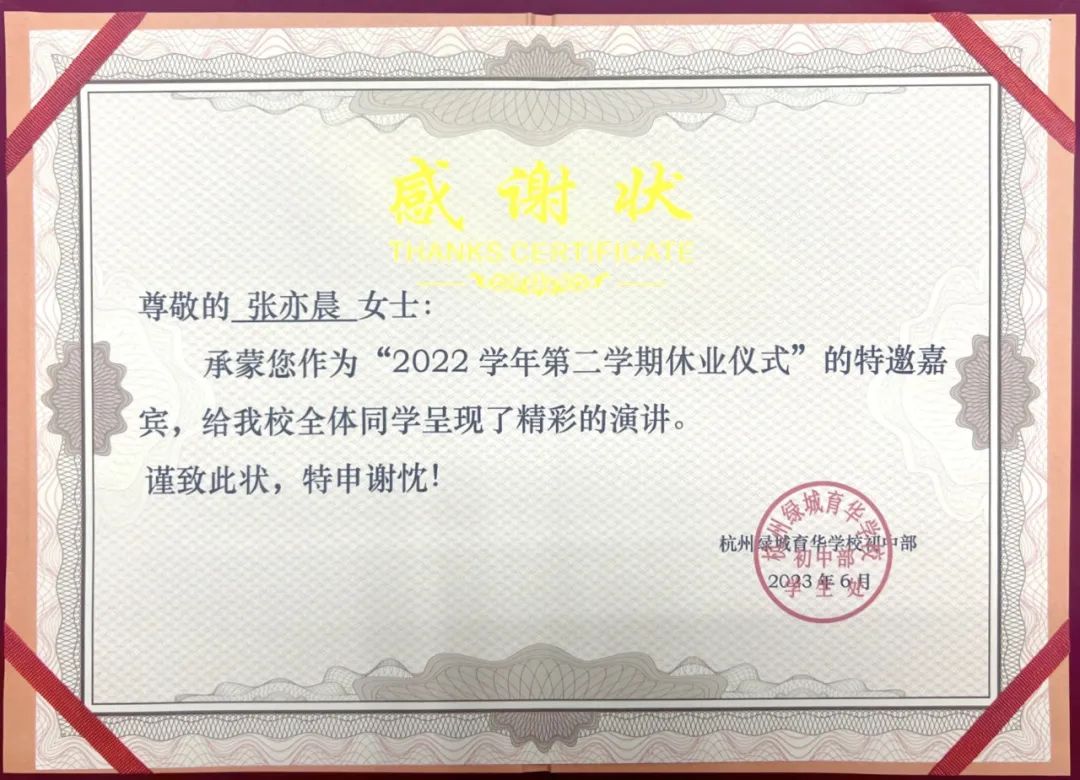 感谢状
THANKS CERTIFICATE
尊敬的 张亦晨 女士：
承蒙您作为“2022 学年第二学期休业仪式”的特邀嘉
宾，给我校全体同学呈现了精彩的演讲。
谨致此状，特申谢忱！
杭州绿城育华学校初中部
2023 年 6 月
杭州绿城育华学校
初中部
学生处